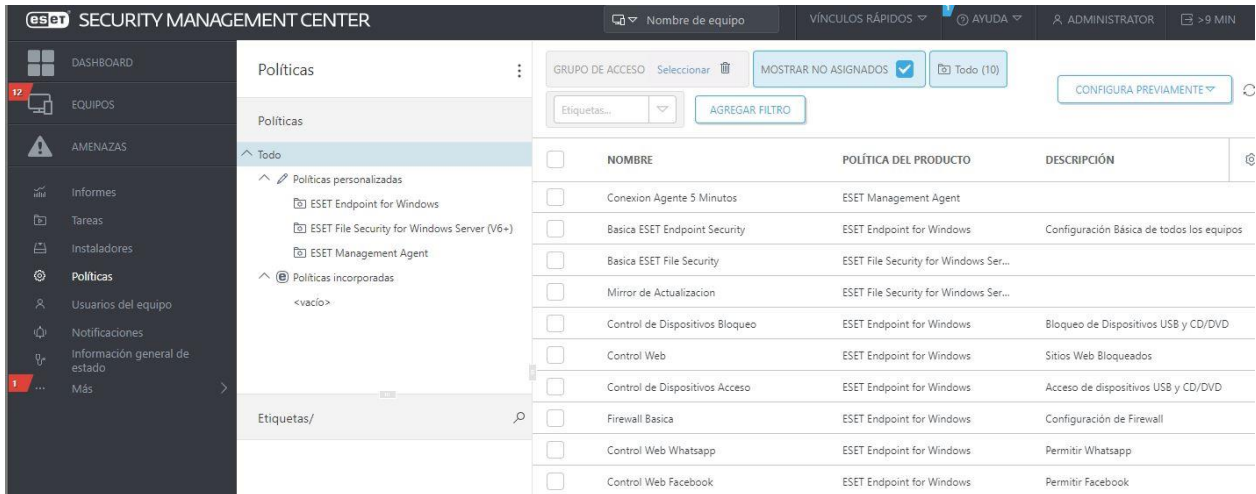 eset SECURITY MANAGEMENT CENTER
Nombre de equipo
VÍNCULOS RÁPIDOS
AYUDA
ADMINISTRATOR
>9 MIN
DASHBOARD
12
EQUIPOS
AMENAZAS
Informes
Tareas
Instaladores
Políticas
Usuarios del equipo
Notificaciones
Información general de
estado
1
Más
Políticas
Políticas
Todo
Políticas personalizadas
ESET Endpoint for Windows
ESET File Security for Windows Server (V6+)
ESET Management Agent
Políticas incorporadas
<vacío>
Etiquetas/
GRUPO DE ACCESO Seleccionar
MOSTRAR NO ASIGNADOS
Todo (10)
CONFIGURA PREVIAMENTE
Etiquetas...
AGREGAR FILTRO
NOMBRE POLÍTICA DEL PRODUCTO DESCRIPCIÓN
Conexion Agente 5 Minutos ESET Management Agent
Basica ESET Endpoint Security ESET Endpoint for Windows Configuración Básica de todos los equipos
Basica ESET File Security ESET File Security for Windows Ser...
Mirror de Actualizacion ESET File Security for Windows Ser...
Control de Dispositivos Bloqueo ESET Endpoint for Windows Bloqueo de Dispositivos USB y CD/DVD
Control Web ESET Endpoint for Windows Sitios Web Bloqueados
Control de Dispositivos Acceso ESET Endpoint for Windows Acceso de dispositivos USB y CD/DVD
Firewall Basica ESET Endpoint for Windows Configuración de Firewall
Control Web Whatsapp ESET Endpoint for Windows Permitir Whatsapp
Control Web Facebook ESET Endpoint for Windows Permitir Facebook